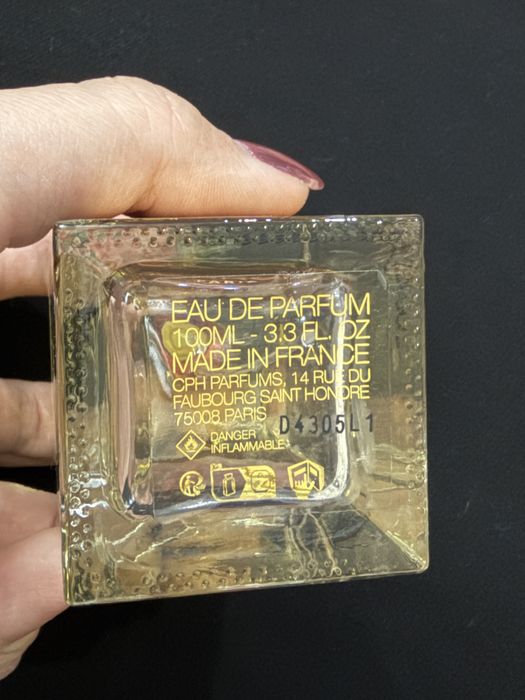 EAU DE PARFUM
100ML - 3.3 FL. OZ
MADE IN FRANCE
CPH PARFUMS, 14 RUE DU
FAUBOURG SAINT HONORE
75008 PARIS
D4305L1
DANGER
INFLAMMABLE